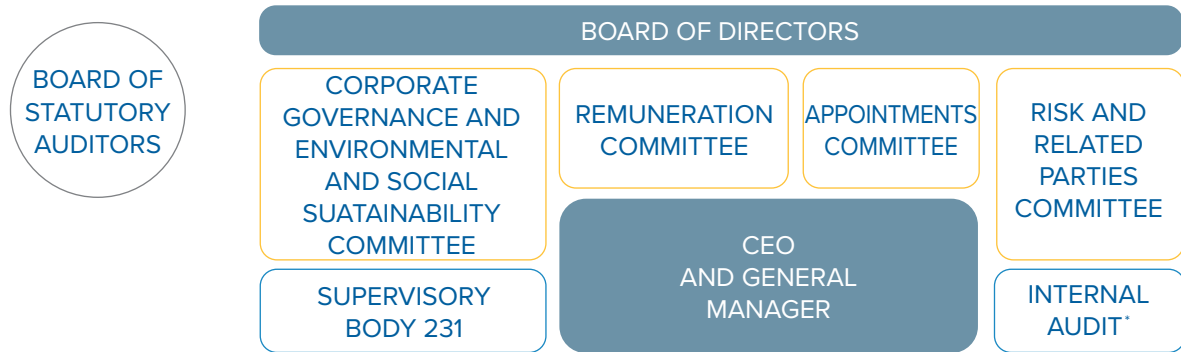 BOARD OF DIRECTORS
BOARD OF
STATUTORY
AUDITORS
CORPORATE
GOVERNANCE AND
ENVIRONMENTAL
AND SOCIAL
SUATAINABILITY
COMMITTEE
REMUNERATION
COMMITTEE
APPOINTMENTS
COMMITTEE
RISK AND
RELATED
PARTIES
COMMITTEE
CEO
AND GENERAL
MANAGER
SUPERVISORY
BODY 231
INTERNAL
AUDIT*